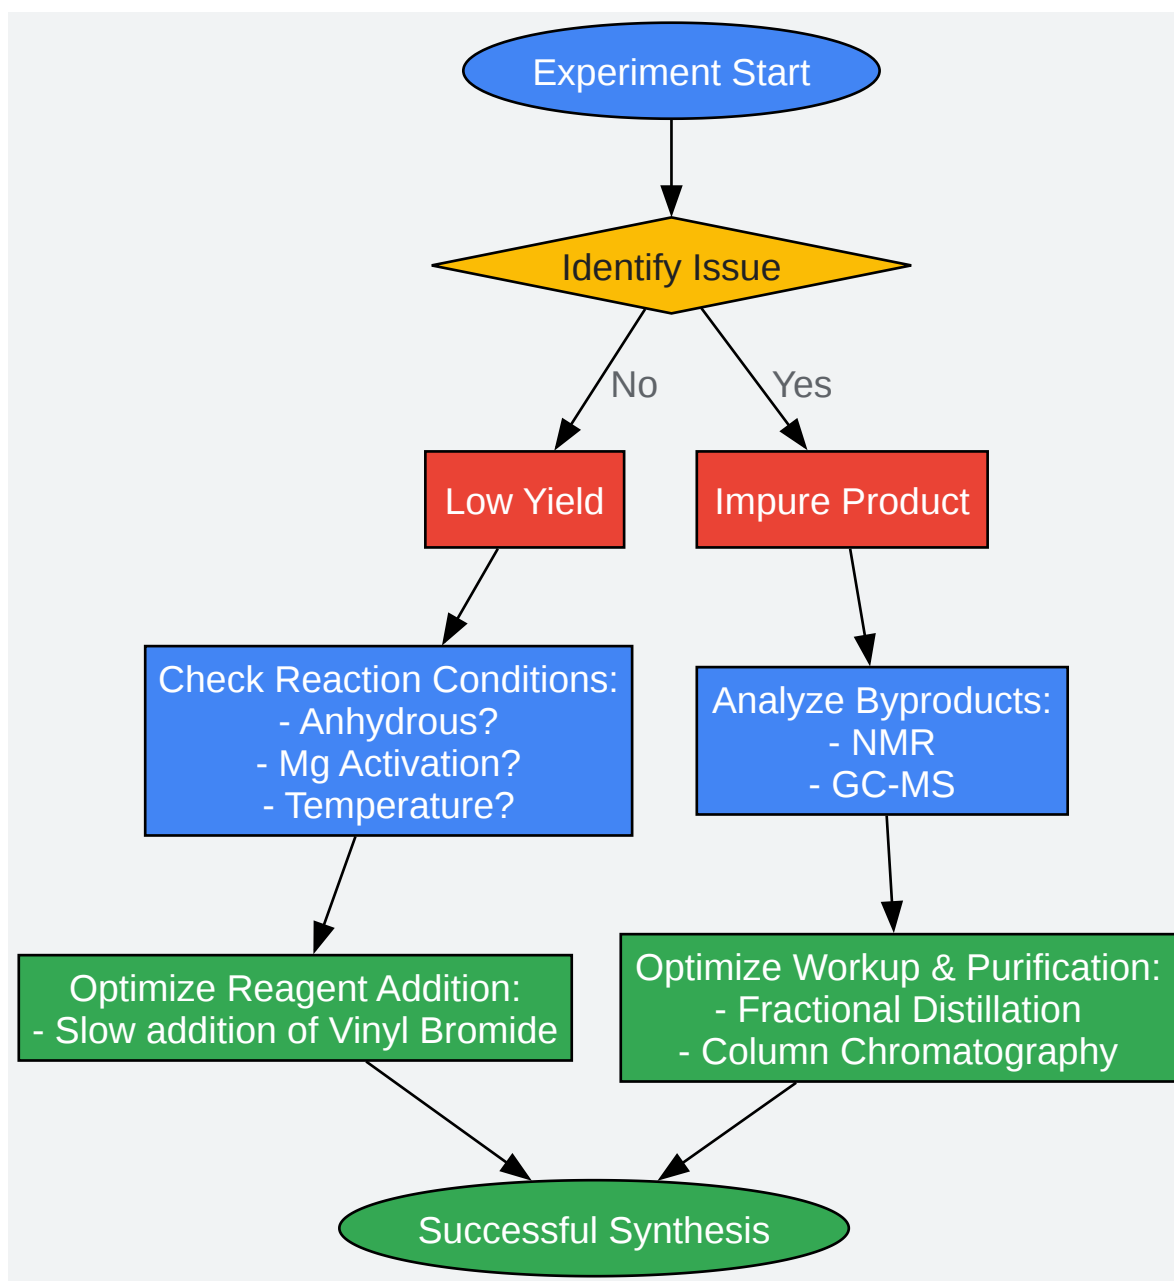 Experiment Start
Identify Issue
No
Yes
Low Yield
Impure Product
Check Reaction Conditions:
- Anhydrous?
- Mg Activation?
- Temperature?
Analyze Byproducts:
- NMR
- GC-MS
Optimize Reagent Addition:
- Slow addition of Vinyl Bromide
Optimize Workup & Purification:
- Fractional Distillation
- Column Chromatography
Successful Synthesis